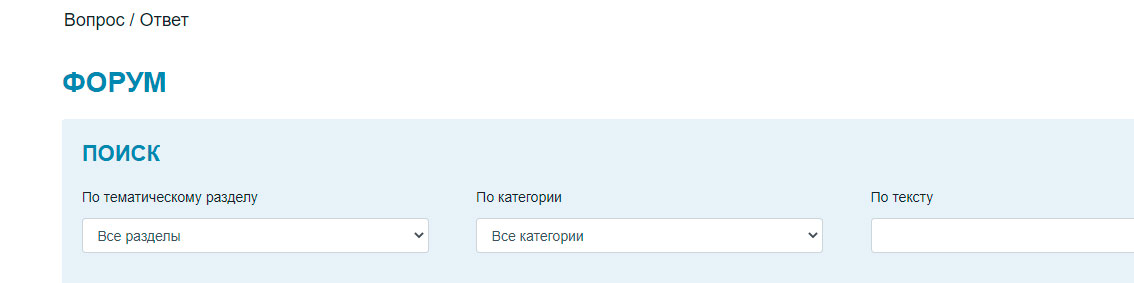 Вопрос / Ответ
ФОРУМ
ПОИСК
По тематическому разделу
По категории
По тексту
Все разделы
Все категории